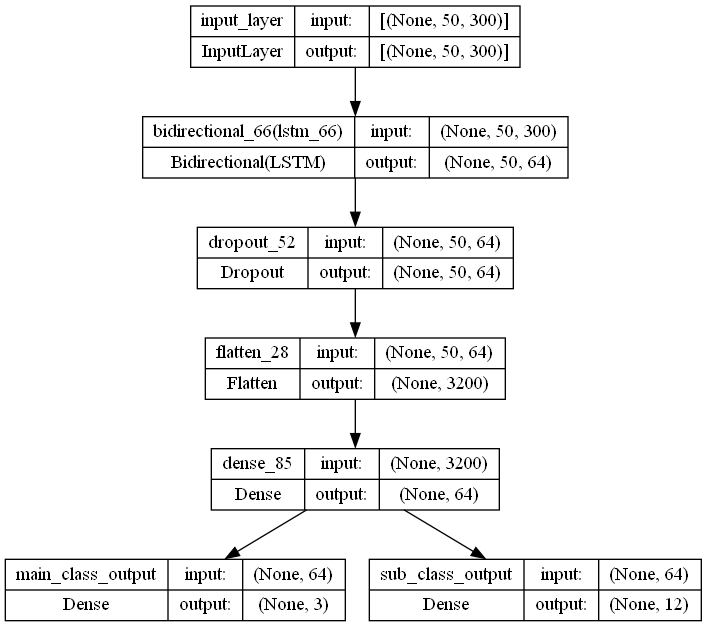 input_layer input: [(None, 50, 300)]
InputLayer output: [(None, 50, 300)]
bidirectional_66(lstm_66) input: (None, 50, 300)
Bidirectional(LSTM) output: (None, 50, 64)
dropout_52 input: (None, 50, 64)
Dropout output: (None, 50, 64)
flatten_28 input: (None, 50, 64)
Flatten output: (None, 3200)
dense_85 input: (None, 3200)
Dense output: (None, 64)
main_class_output input: (None, 64)
Dense output: (None, 3)
sub_class_output input: (None, 64)
Dense output: (None, 12)